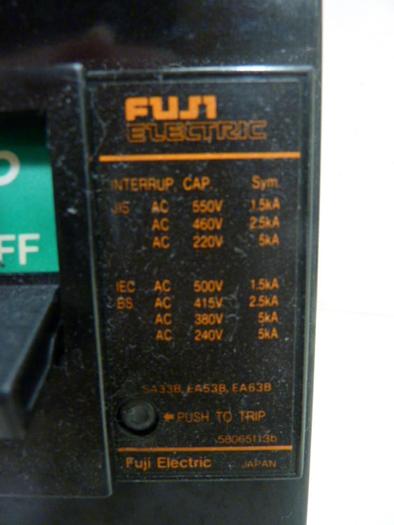 FUJI
ELECTRIC
INTERRUP. CAP. Sym
JIS AC 550V 1.5kA
AC 460V 2.5kA
AC 220V 5kA
IEC AC 500V 1.5kA
BS AC 415V 2.5kA
AC 380V 5kA
AC 240V 5kA
SA33B, EA53B, EA63B
←PUSH TO TRIP
Fuji Electric JAPAN
O
OFF